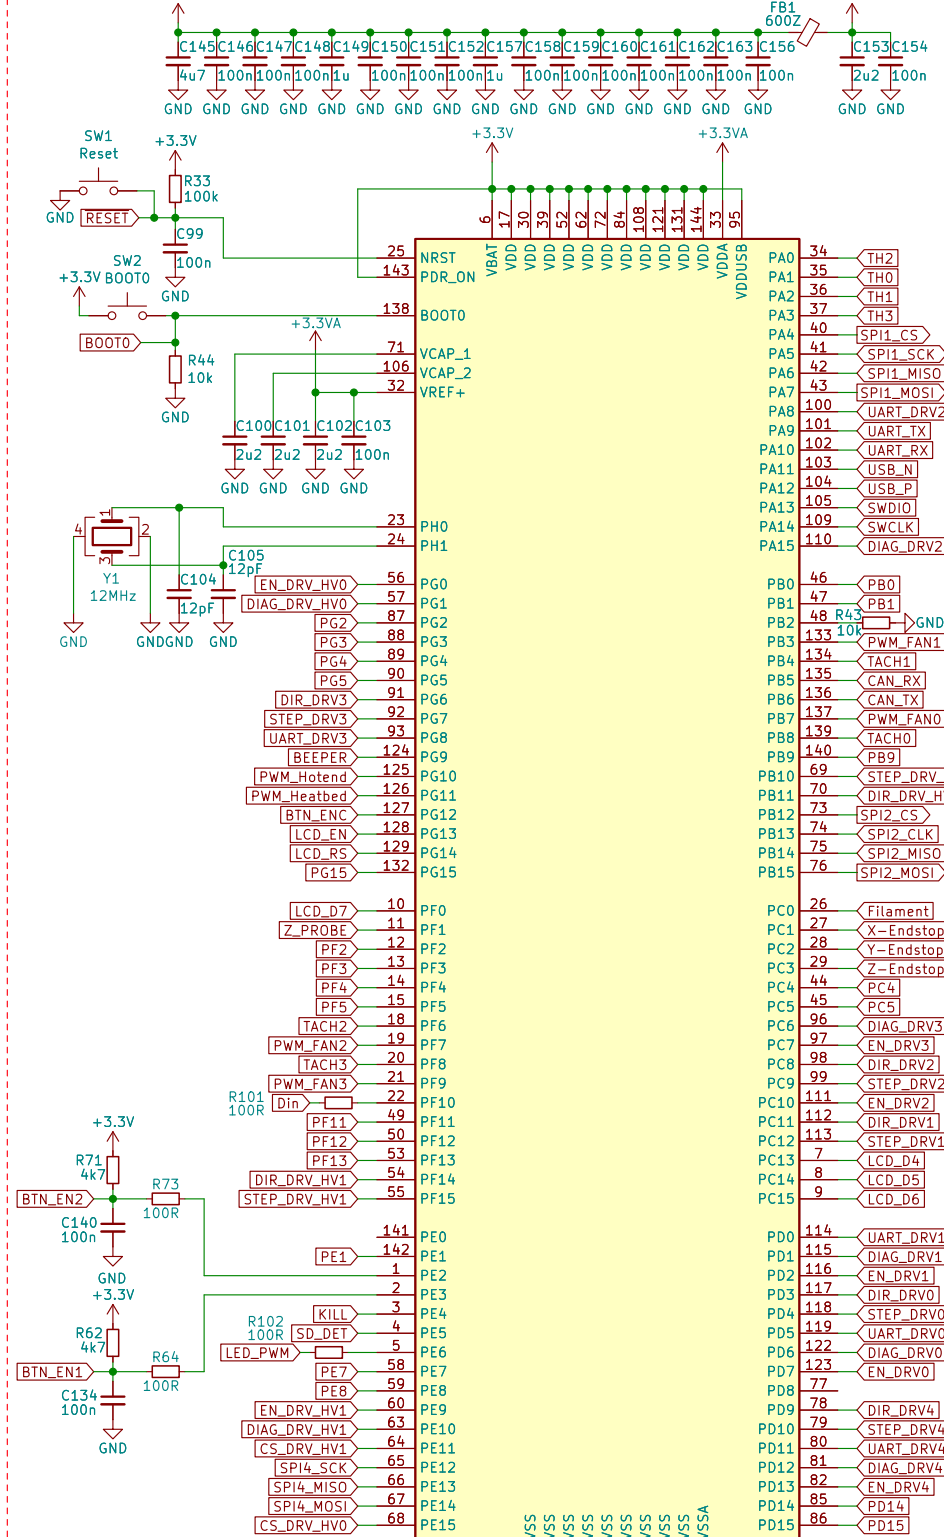 FB1
600Z
C145 C146 C147 C148 C149 C150 C151 C152 C157 C158 C159 C160 C161 C162 C163 C156 C153 C154
4u7 100n 100n 100n 1u 100n 100n 100n 1u 100n 100n 100n 100n 100n 100n 100n 2u2 100n
GND GND GND GND GND GND GND GND GND GND GND GND GND GND GND GND GND GND
SW1
Reset
+3.3V
R33
100k
GND
RESET
C99
100n
GND
SW2
BOOT0
+3.3V
BOOT0
R44
10k
GND
+3.3V
+3.3VA
6 17 30 39 52 62 72 84 108 121 131 144 33 95
VBAT VDD VDD VDD VDD VDD VDD VDD VDD VDD VDD VDD VDDA VDDUSB
25 NRST
143 PDR_ON
138 BOOT0
+3.3VA
71 VCAP_1
106 VCAP_2
32 VREF+
C100 C101 C102 C103
2u2 2u2 2u2 100n
GND GND GND GND
23 PH0
24 PH1
1
4 2
3
Y1
12MHz
C105
12pF
C104
12pF
GND GND GND GND
EN_DRV_HV0 56 PG0
DIAG_DRV_HV0 57 PG1
PG2 87 PG2
PG3 88 PG3
PG4 89 PG4
PG5 90 PG5
DIR_DRV3 91 PG6
STEP_DRV3 92 PG7
UART_DRV3 93 PG8
BEEPER 124 PG9
PWM_Hotend 125 PG10
PWM_Heatbed 126 PG11
BTN_ENC 127 PG12
LCD_EN 128 PG13
LCD_RS 129 PG14
PG15 132 PG15
LCD_D7 10 PF0
Z_PROBE 11 PF1
PF2 12 PF2
PF3 13 PF3
PF4 14 PF4
PF5 15 PF5
TACH2 18 PF6
PWM_FAN2 19 PF7
TACH3 20 PF8
PWM_FAN3 21 PF9
R101
100R
Din 22 PF10
PF11 49 PF11
PF12 50 PF12
PF13 53 PF13
DIR_DRV_HV1 54 PF14
STEP_DRV_HV1 55 PF15
+3.3V
R71
4k7
BTN_EN2
R73
100R
C140
100n
GND
141 PE0
PE1 142 PE1
1 PE2
2 PE3
KILL 3 PE4
SD_DET 4 PE5
R102
100R
LED_PWM 5 PE6
PE7 58 PE7
PE8 59 PE8
EN_DRV_HV1 60 PE9
DIAG_DRV_HV1 63 PE10
CS_DRV_HV1 64 PE11
SPI4_SCK 65 PE12
SPI4_MISO 66 PE13
SPI4_MOSI 67 PE14
CS_DRV_HV0 68 PE15
+3.3V
R62
4k7
BTN_EN1
R64
100R
C134
100n
GND
PA0 34 TH2
PA1 35 TH0
PA2 36 TH1
PA3 37 TH3
PA4 40 SPI1_CS
PA5 41 SPI1_SCK
PA6 42 SPI1_MISO
PA7 43 SPI1_MOSI
PA8 100 UART_DRV2
PA9 101 UART_TX
PA10 102 UART_RX
PA11 103 USB_N
PA12 104 USB_P
PA13 105 SWDIO
PA14 109 SWCLK
PA15 110 DIAG_DRV2
PB0 46 PB0
PB1 47 PB1
PB2 48 R43 10k GND
PB3 133 PWM_FAN1
PB4 134 TACH1
PB5 135 CAN_RX
PB6 136 CAN_TX
PB7 137 PWM_FAN0
PB8 139 TACH0
PB9 140 PB9
PB10 69 STEP_DRV_
PB11 70 DIR_DRV_H
PB12 73 SPI2_CS
PB13 74 SPI2_CLK
PB14 75 SPI2_MISO
PB15 76 SPI2_MOSI
PC0 26 Filament
PC1 27 X-Endstop
PC2 28 Y-Endstop
PC3 29 Z-Endstop
PC4 44 PC4
PC5 45 PC5
PC6 96 DIAG_DRV3
PC7 97 EN_DRV3
PC8 98 DIR_DRV2
PC9 99 STEP_DRV2
PC10 111 EN_DRV2
PC11 112 DIR_DRV1
PC12 113 STEP_DRV1
PC13 7 LCD_D4
PC14 8 LCD_D5
PC15 9 LCD_D6
PD0 114 UART_DRV1
PD1 115 DIAG_DRV1
PD2 116 EN_DRV1
PD3 117 DIR_DRV0
PD4 118 STEP_DRV0
PD5 119 UART_DRV0
PD6 122 DIAG_DRV0
PD7 123 EN_DRV0
PD8 77
PD9 78 DIR_DRV4
PD10 79 STEP_DRV4
PD11 80 UART_DRV4
PD12 81 DIAG_DRV4
PD13 82 EN_DRV4
PD14 85 PD14
PD15 86 PD15
VSS VSS VSS VSS VSS VSS VSS VSS VSS VSSA